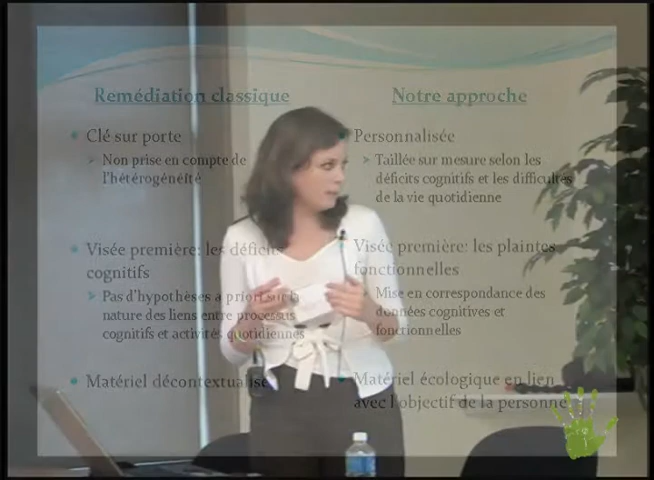 Remédiation classique
Clé sur porte
Non prise en compte de
l'hétérogénéité
Visée première: les déficits
cognitifs
Pas d'hypothèses a priori sur la
nature des liens entre processus
cognitifs et activités quotidiennes
Matériel décontextualisé
Notre approche
Personnalisée
Taillée sur mesure selon les
déficits cognitifs et les difficultés
de la vie quotidienne
Visée première: les plaintes
fonctionnelles
Mise en correspondance des
données cognitives et
fonctionnelles
Matériel écologique en lien
avec l'objectif de la personne